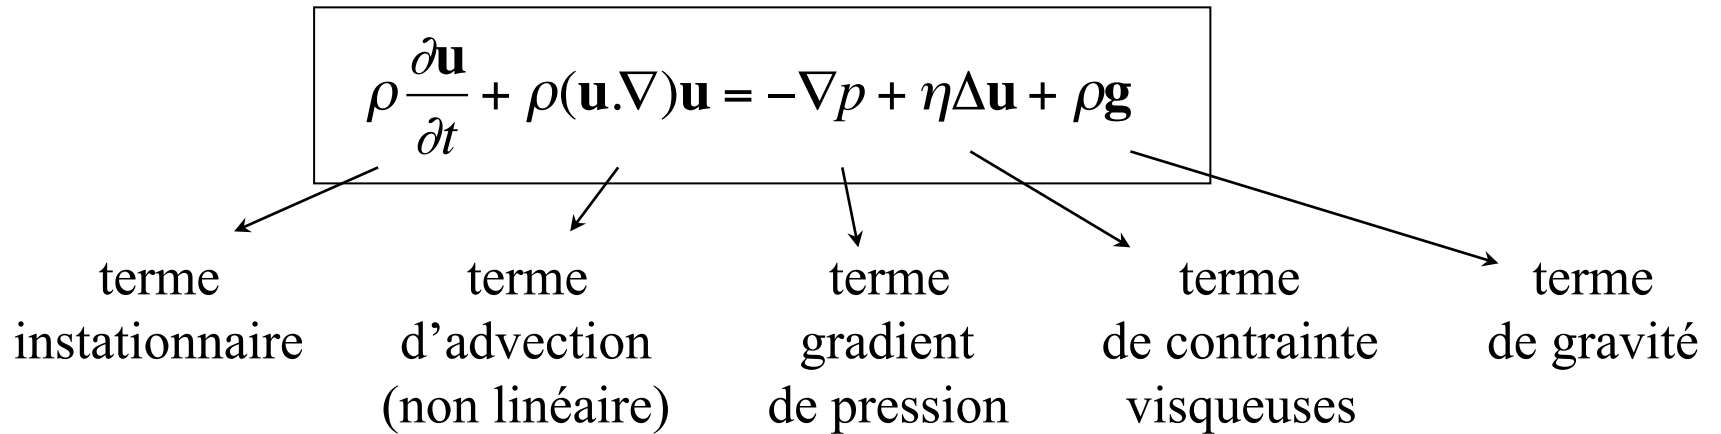 ρ ∂u/∂t + ρ(u.∇)u = −∇p + ηΔu + ρg
terme
instationnaire
terme
d’advection
(non linéaire)
terme
gradient
de pression
terme
de contrainte
visqueuses
terme
de gravité